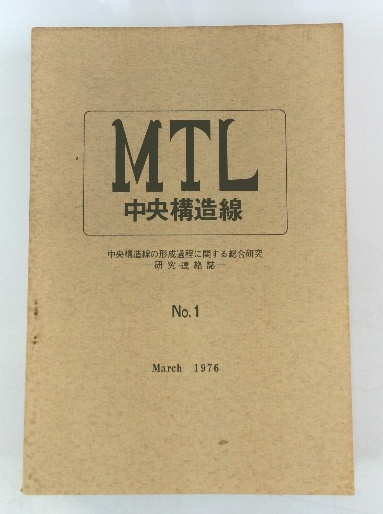 MTL
中央構造線
中央構造線の形成過程に関する総合研究
—研究連絡誌—
No.1
March 1976